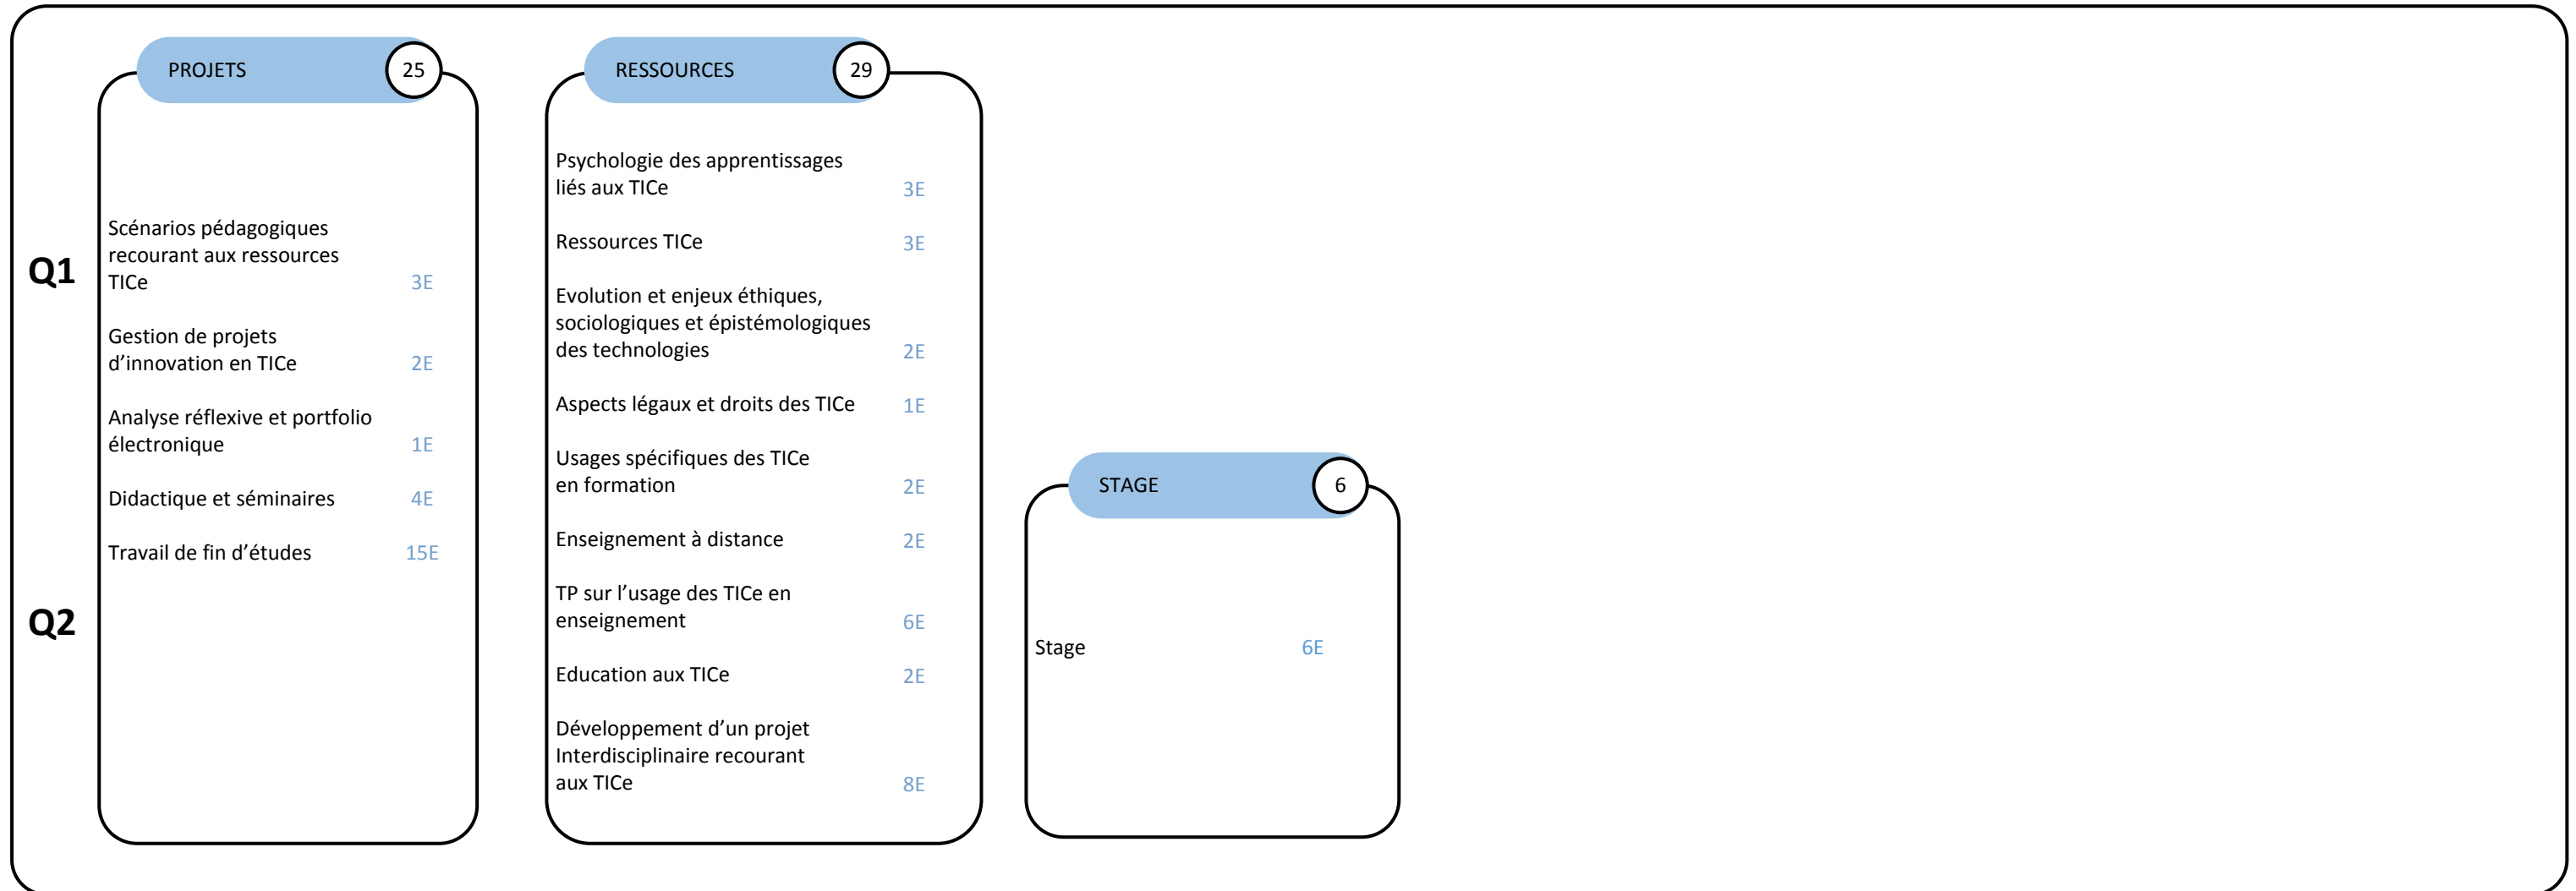 PROJETS 25
Scénarios pédagogiques
recourant aux ressources
TICe 3E
Gestion de projets
d’innovation en TICe 2E
Analyse réflexive et portfolio
électronique 1E
Didactique et séminaires 4E
Travail de fin d’études 15E
Q1
Q2
RESSOURCES 29
Psychologie des apprentissages
liés aux TICe 3E
Ressources TICe 3E
Evolution et enjeux éthiques,
sociologiques et épistémologiques
des technologies 2E
Aspects légaux et droits des TICe 1E
Usages spécifiques des TICe
en formation 2E
Enseignement à distance 2E
TP sur l’usage des TICe en
enseignement 6E
Education aux TICe 2E
Développement d’un projet
Interdisciplinaire recourant
aux TICe 8E
STAGE 6
Stage 6E